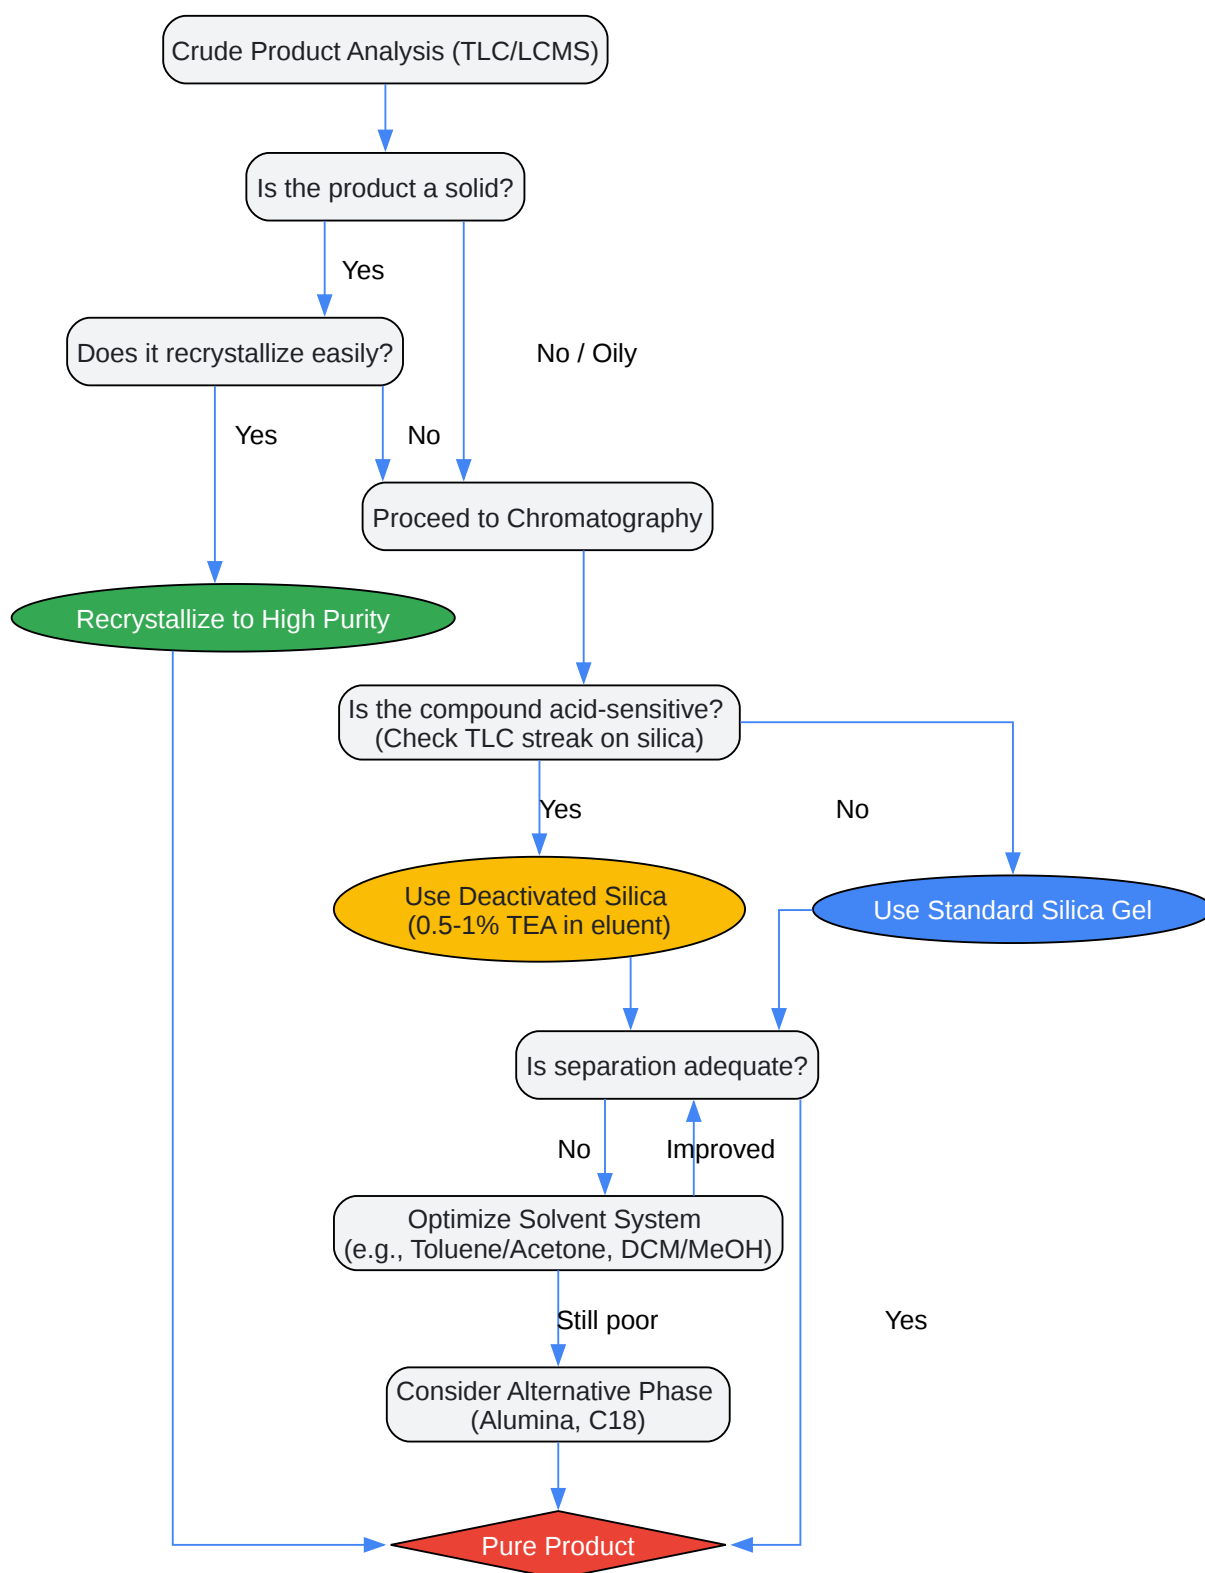 Crude Product Analysis (TLC/LCMS)
Is the product a solid?
Yes
Does it recrystallize easily?
No / Oily
Yes
No
Proceed to Chromatography
Recrystallize to High Purity
Is the compound acid-sensitive?
(Check TLC streak on silica)
Yes
No
Use Deactivated Silica
(0.5-1% TEA in eluent)
Use Standard Silica Gel
Is separation adequate?
No
Improved
Optimize Solvent System
(e.g., Toluene/Acetone, DCM/MeOH)
Still poor
Yes
Consider Alternative Phase
(Alumina, C18)
Pure Product